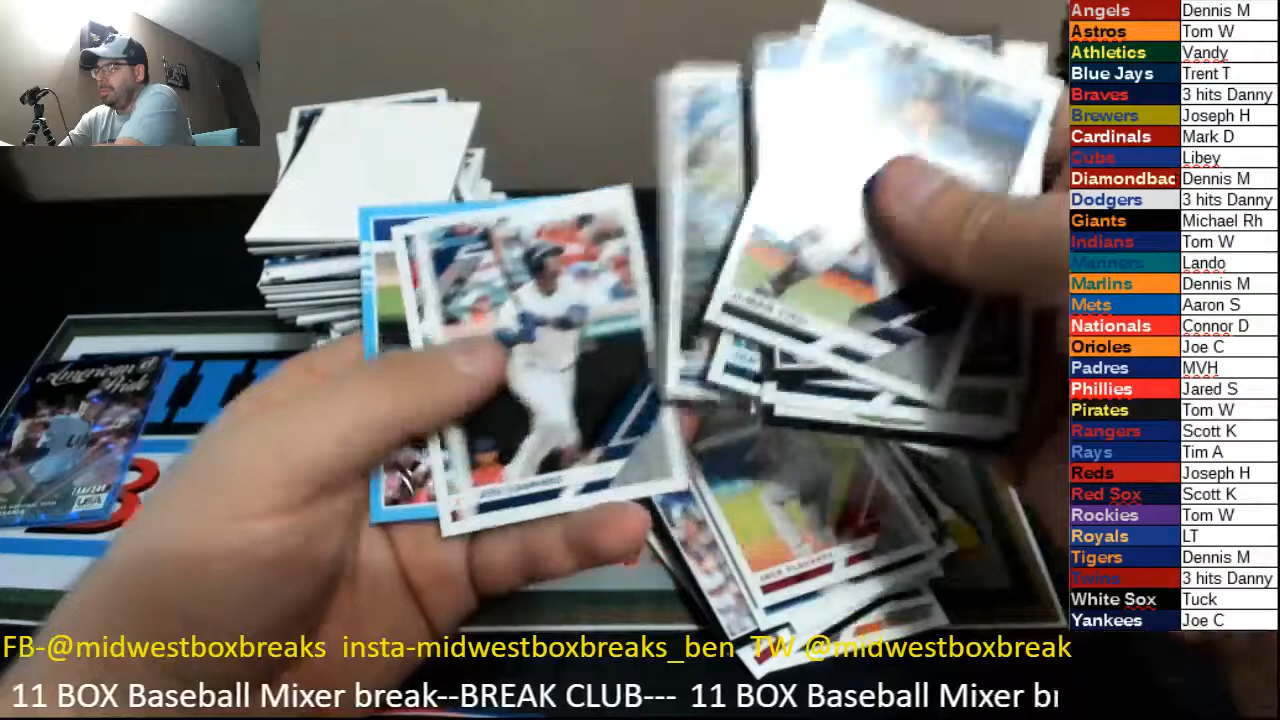 Angels Dennis M
Astros Tom W
Athletics Vandy
Blue Jays Trent T
Braves 3 hits Danny
Brewers Joseph H
Cardinals Mark D
Cubs Libey
Diamondbac Dennis M
Dodgers 3 hits Danny
Giants Michael Rh
Indians Tom W
Mariners Lando
Marlins Dennis M
Mets Aaron S
Nationals Connor D
Orioles Joe C
Padres MVH
Phillies Jared S
Pirates Tom W
Rangers Scott K
Rays Tim A
Reds Joseph H
Red Sox Scott K
Rockies Tom W
Royals LT
Tigers Dennis M
Twins 3 hits Danny
White Sox Tuck
Yankees Joe C
American
Pride
USA
JACK FLAHERTY
FB-@midwestboxbreaks insta-midwestboxbreaks_ben TW @midwestboxbreak
11 BOX Baseball Mixer break--BREAK CLUB--- 11 BOX Baseball Mixer br